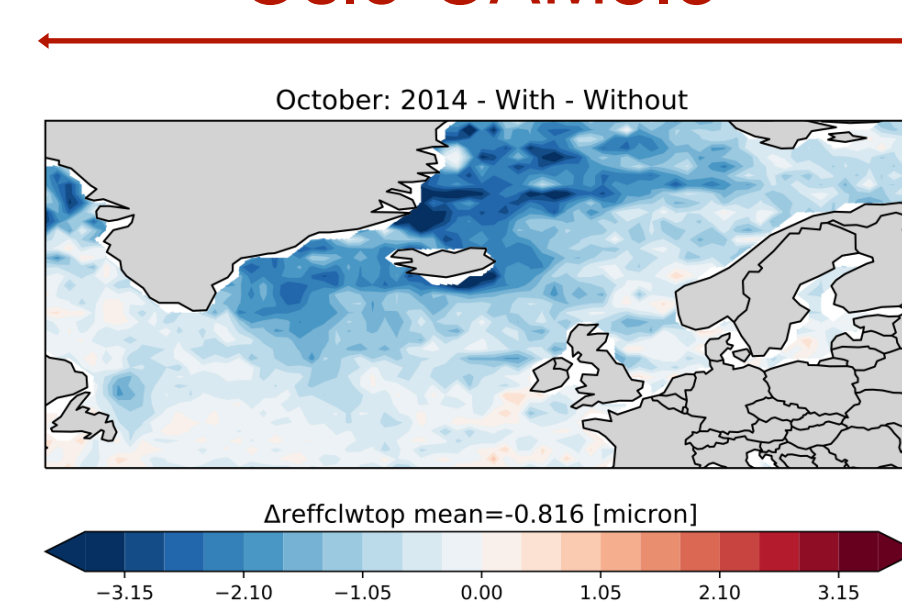 October: 2014 - With - Without
Δreffclwtop mean=-0.816 [micron]
−3.15 −2.10 −1.05 0.00 1.05 2.10 3.15